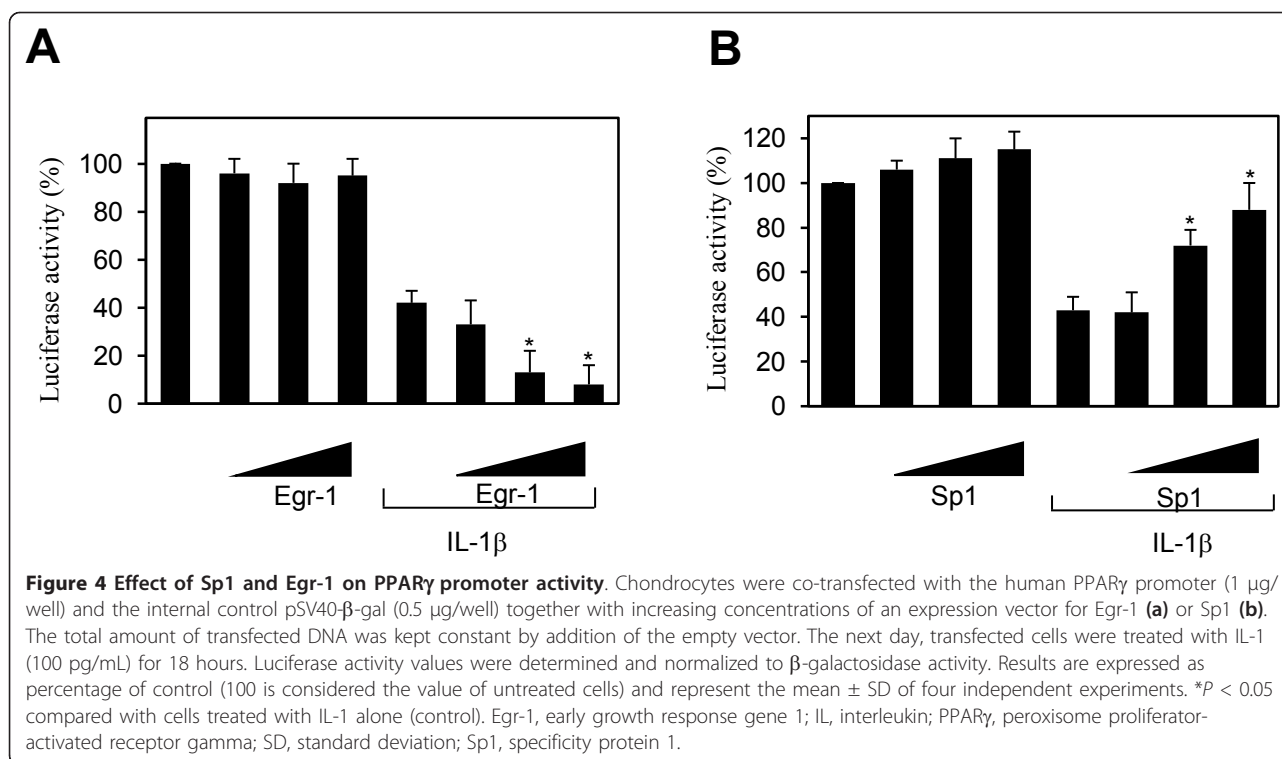 A
B
Luciferase activity (%)
100
80
60
40
20
0
*
*
Egr-1
Egr-1
IL-1β
Luciferase activity (%)
120
100
80
60
40
20
0
*
*
Sp1
Sp1
IL-1β
Figure 4 Effect of Sp1 and Egr-1 on PPARγ promoter activity. Chondrocytes were co-transfected with the human PPARγ promoter (1 μg/
well) and the internal control pSV40-β-gal (0.5 μg/well) together with increasing concentrations of an expression vector for Egr-1 (a) or Sp1 (b).
The total amount of transfected DNA was kept constant by addition of the empty vector. The next day, transfected cells were treated with IL-1
(100 pg/mL) for 18 hours. Luciferase activity values were determined and normalized to β-galactosidase activity. Results are expressed as
percentage of control (100 is considered the value of untreated cells) and represent the mean ± SD of four independent experiments. *P < 0.05
compared with cells treated with IL-1 alone (control). Egr-1, early growth response gene 1; IL, interleukin; PPARγ, peroxisome proliferator-
activated receptor gamma; SD, standard deviation; Sp1, specificity protein 1.